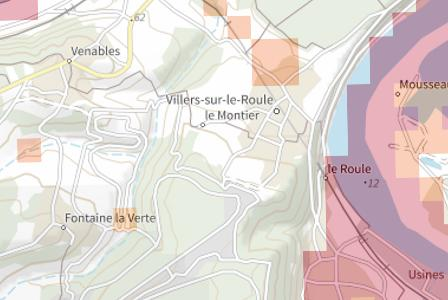 62
Venables
Mousseau
Villers-sur-le-Roule
le Montier
le Roule
12
Fontaine la Verte
Usines